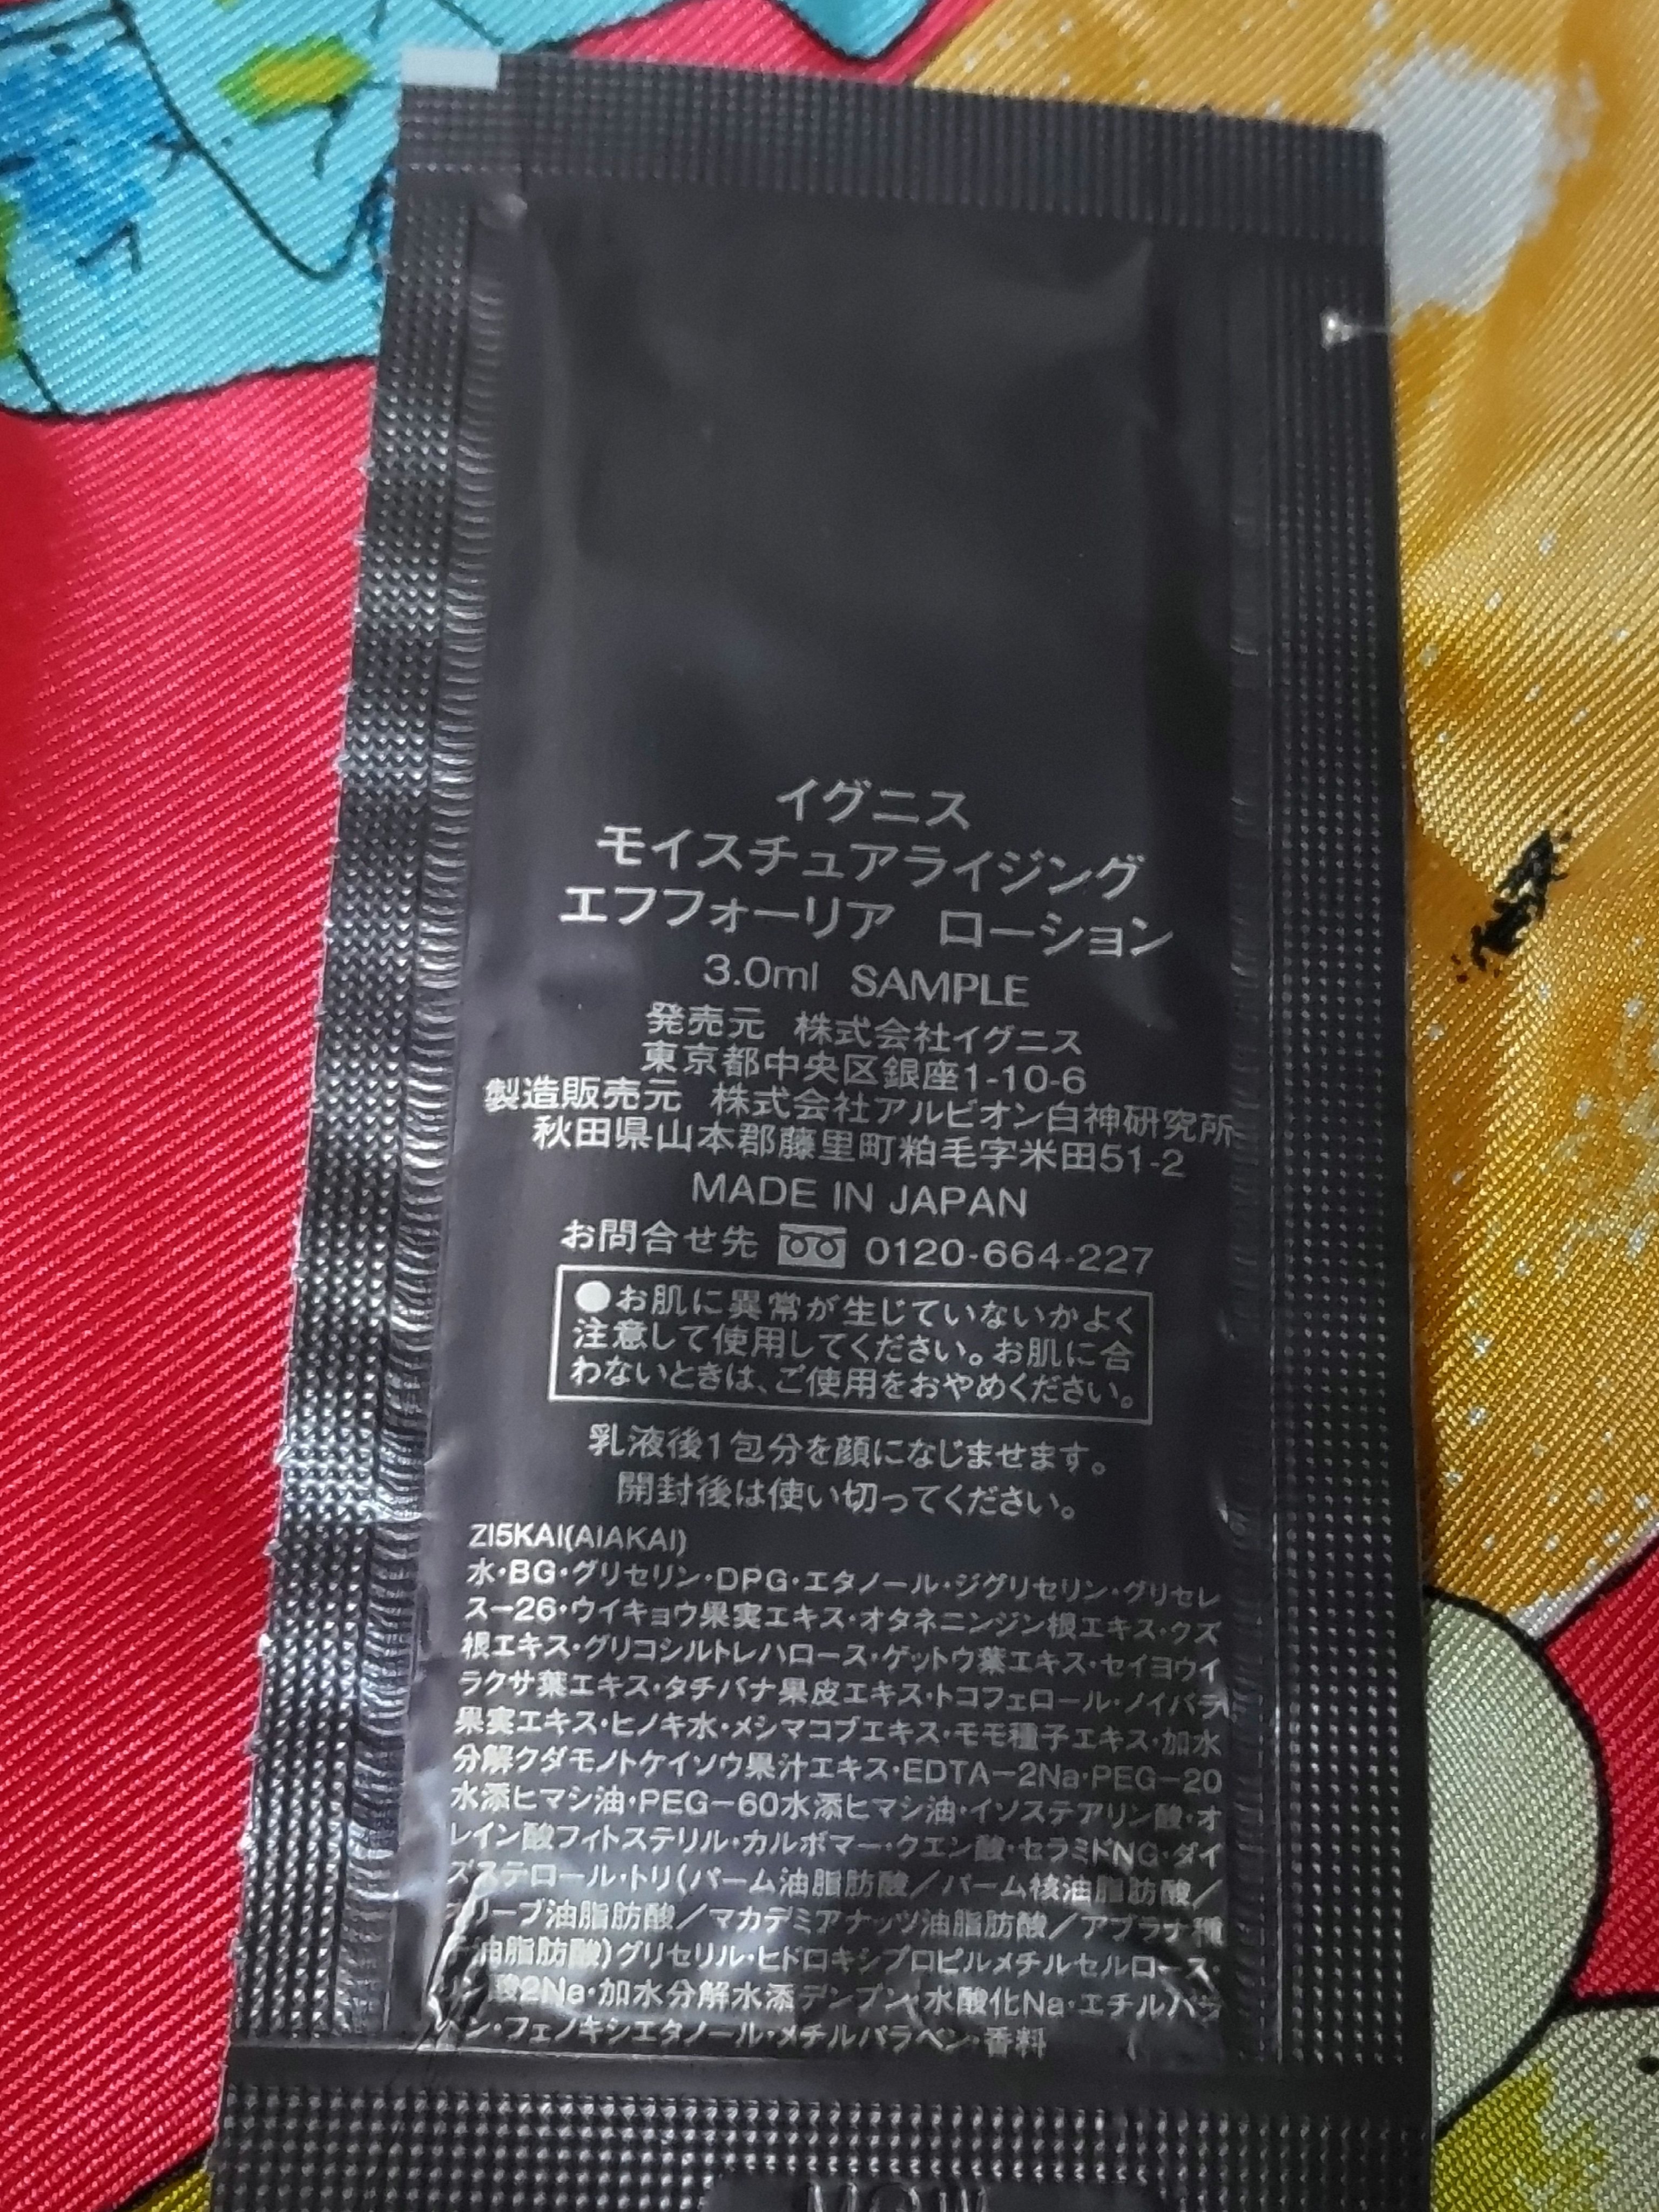 イグニス
モイスチュアライジング
エフフォーリア　ローション
3.0ml SAMPLE
発売元　株式会社イグニス
東京都中央区銀座1-10-6
製造販売元　株式会社アルビオン白神研究所
秋田県山本郡藤里町粕毛字米田51-2
MADE IN JAPAN
お問合せ先 0120-664-227
●お肌に異常が生じていないかよく
注意して使用してください。お肌に合
わないときは、ご使用をおやめください。
乳液後1包分を顔になじませます。
開封後は使い切ってください。
ZI5KAI(AIAKAI)
水・BG・グリセリン・DPG・エタノール・ジグリセリン・グリセレ
スー26・ウイキョウ果実エキス・オタネニンジン根エキス・クズ
根エキス・グリコシルトレハロース・ゲットウ葉エキス・セイヨウイ
ラクサ葉エキス・タチバナ果皮エキス・トコフェロール・ノイバラ
果実エキス・ヒノキ水・メシマコブエキス・モモ種子エキス・加水
分解クダモノトケイソウ果汁エキス・EDTA－2Na・PEG－20
水添ヒマシ油・PEG－60水添ヒマシ油・イソステアリン酸・オ
レイン酸フィトステリル・カルボマー・クエン酸・セラミドNG・ダイ
ズステロール・トリ(パーム油脂肪酸／パーム核油脂肪酸／
オリーブ油脂肪酸／マカデミアナッツ油脂肪酸／アブラナ種
子油脂肪酸)グリセリル・ヒドロキシプロピルメチルセルロース・
リン酸2Na・加水分解水添デンプン・水酸化Na・エチルパラ
ベン・フェノキシエタノール・メチルパラベン・香料